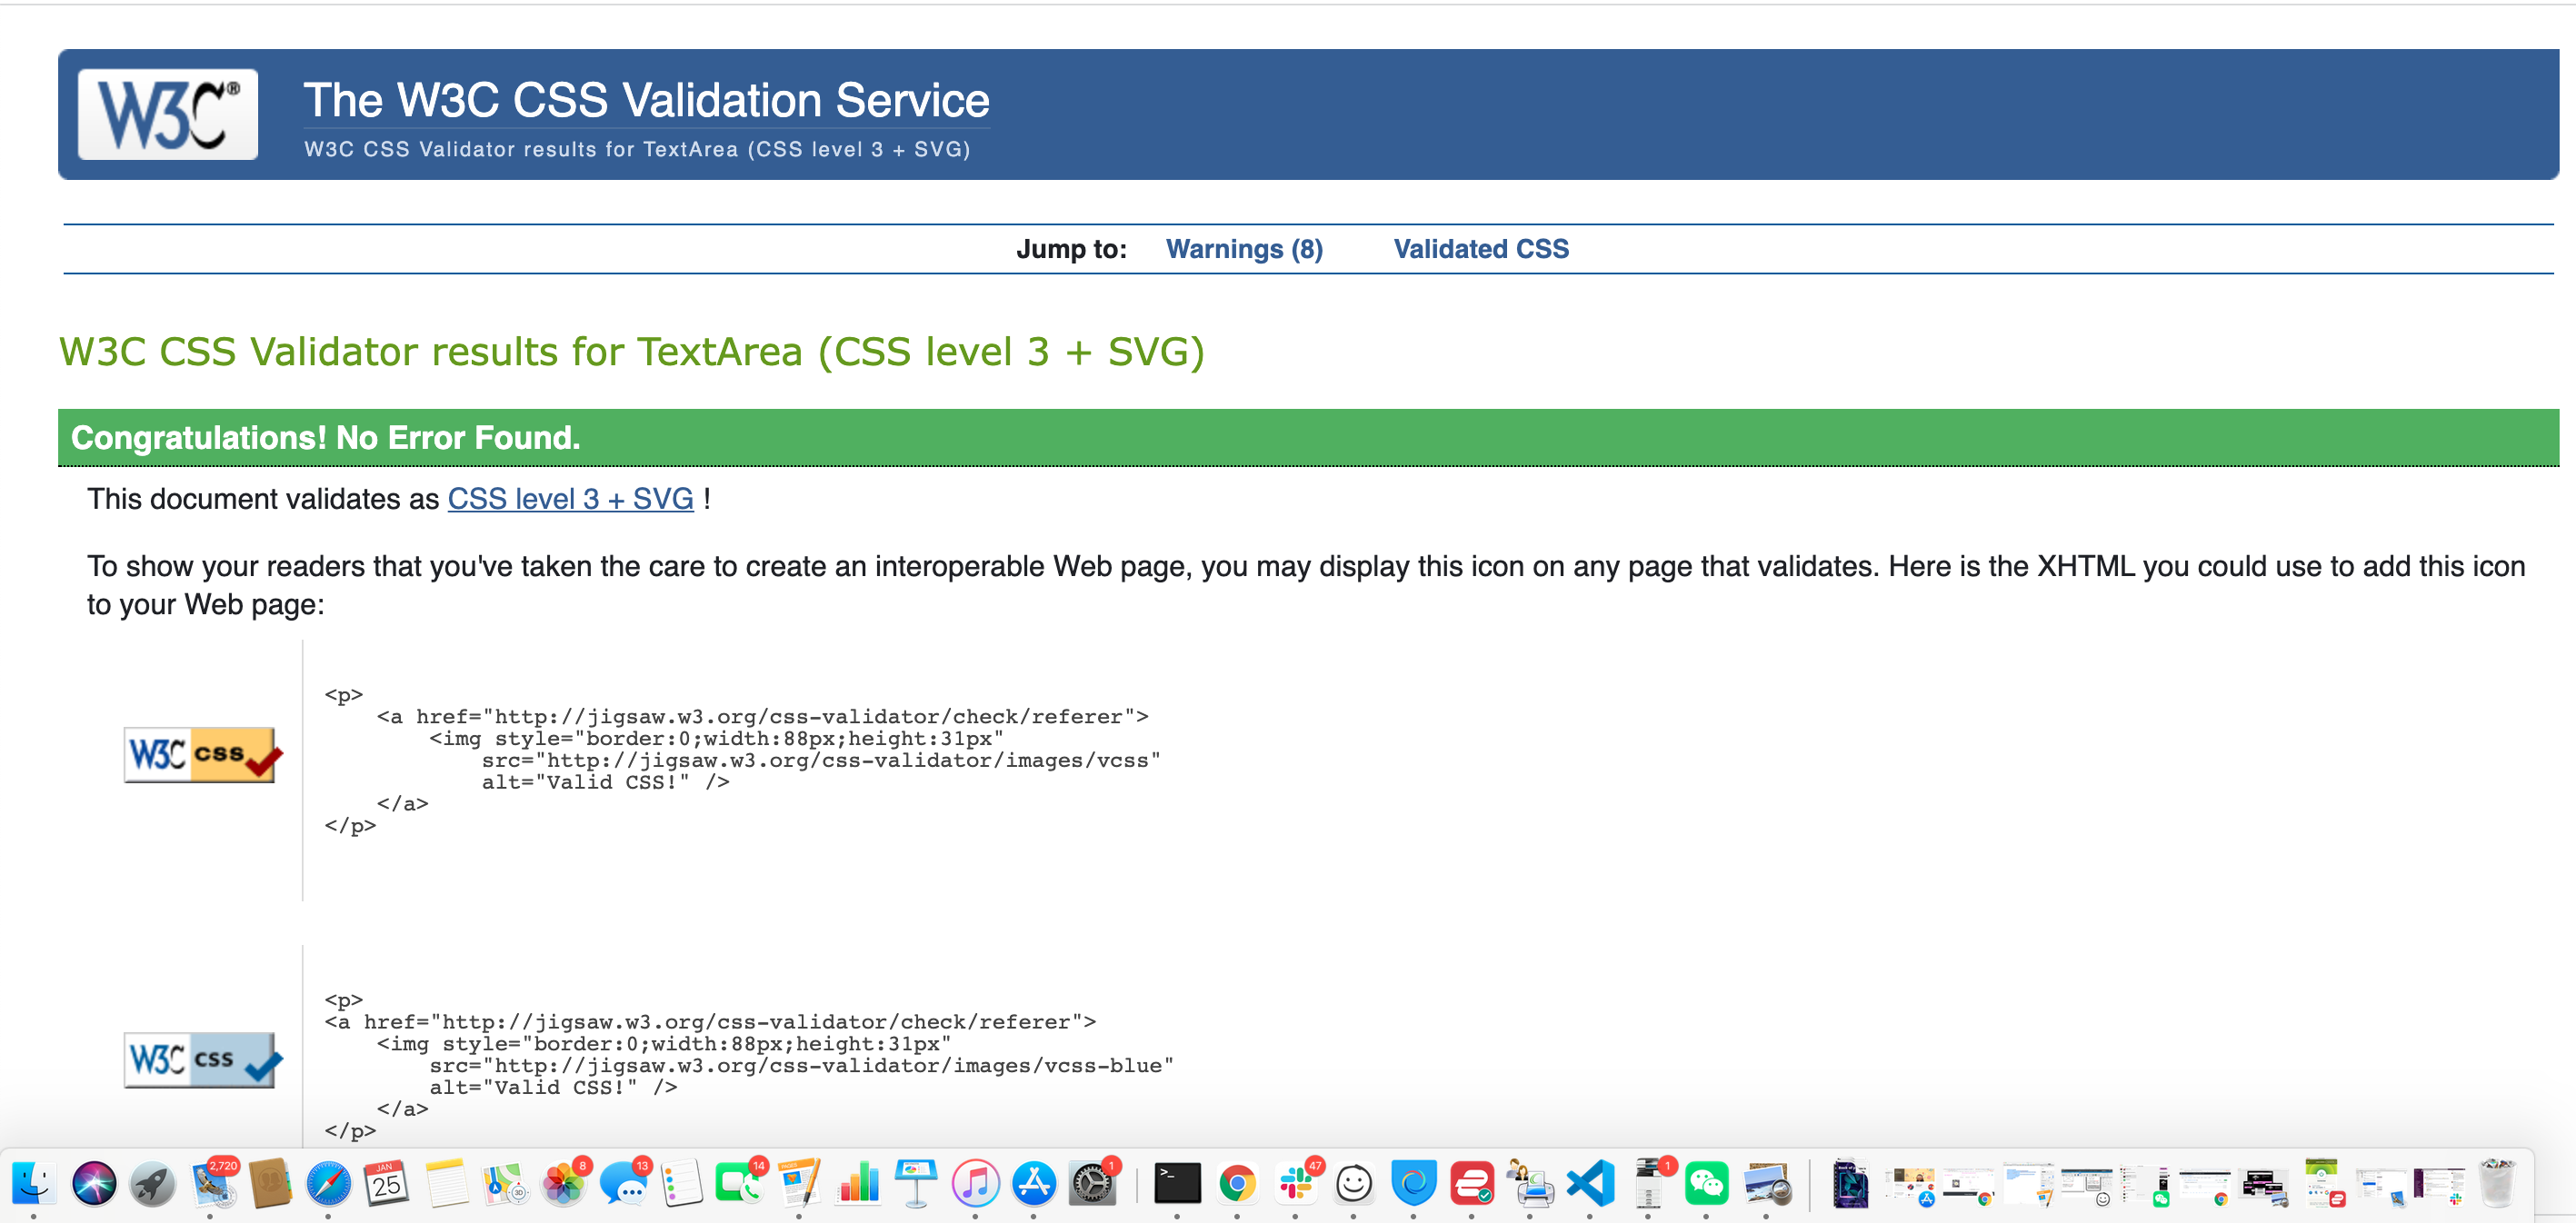 W3C®
The W3C CSS Validation Service
W3C CSS Validator results for TextArea (CSS level 3 + SVG)
Jump to: Warnings (8) Validated CSS
W3C CSS Validator results for TextArea (CSS level 3 + SVG)
Congratulations! No Error Found.
This document validates as CSS level 3 + SVG !
To show your readers that you've taken the care to create an interoperable Web page, you may display this icon on any page that validates. Here is the XHTML you could use to add this icon
to your Web page:
<p>
<a href="http://jigsaw.w3.org/css-validator/check/referer">
<img style="border:0;width:88px;height:31px"
W3C css
src="http://jigsaw.w3.org/css-validator/images/vcss"
alt="Valid CSS!" />
</a>
</p>
<p>
<a href="http://jigsaw.w3.org/css-validator/check/referer">
<img style="border:0;width:88px;height:31px"
W3C css
src="http://jigsaw.w3.org/css-validator/images/vcss-blue"
alt="Valid CSS!" />
</a>
</p>
2,720
JAN
25
3D
8
13
14
PAGES
1
>_
47
1